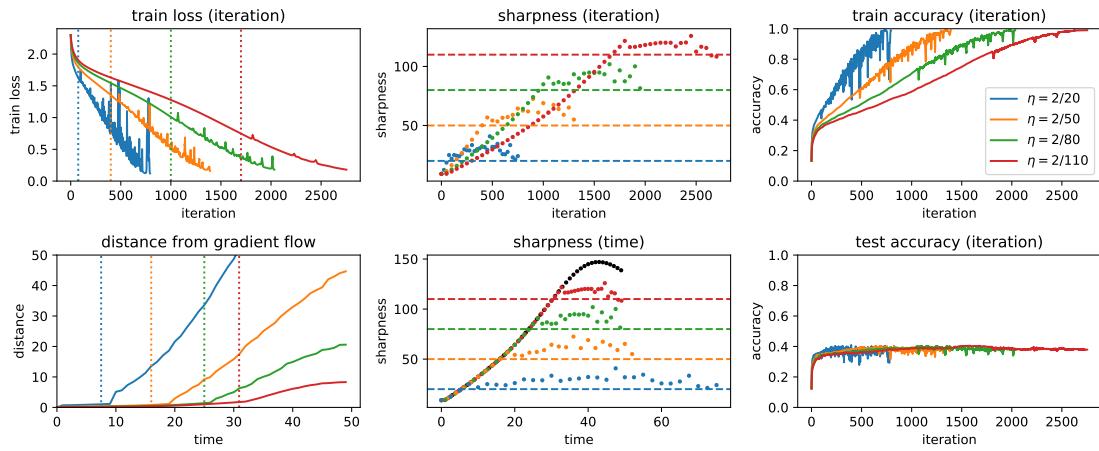 train loss (iteration)
train loss
2.0
1.5
1.0
0.5
0.0
0 500 1000 1500 2000 2500
iteration
sharpness (iteration)
sharpness
100
50
0 500 1000 1500 2000 2500
iteration
train accuracy (iteration)
accuracy
1.0
0.8
0.6
0.4
0.2
0.0
η = 2/20
η = 2/50
η = 2/80
η = 2/110
0 500 1000 1500 2000 2500
iteration
distance from gradient flow
distance
50
40
30
20
10
0
0 10 20 30 40 50
time
sharpness (time)
sharpness
150
100
50
0 20 40 60
time
test accuracy (iteration)
accuracy
1.0
0.8
0.6
0.4
0.2
0.0
0 500 1000 1500 2000 2500
iteration